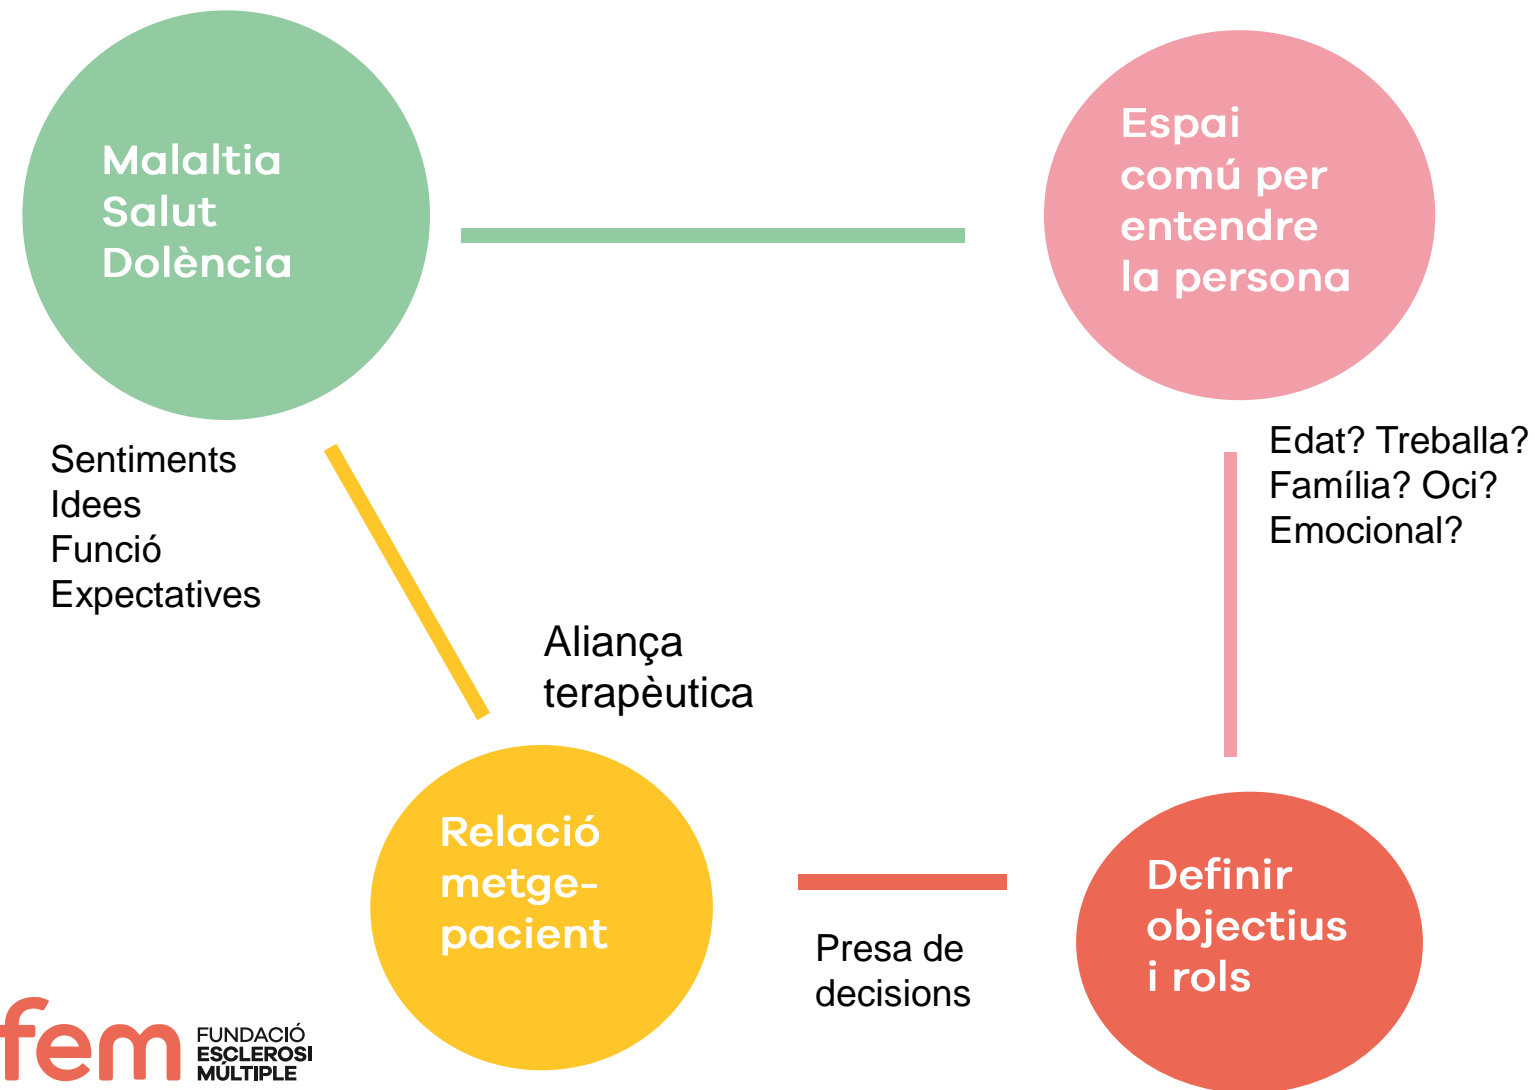 Malaltia
Salut
Dolència
Espai
comú per
entendre
la persona
Sentiments
Idees
Funció
Expectatives
Edat? Treballa?
Família? Oci?
Emocional?
Aliança
terapèutica
Relació
metge-
pacient
Presa de
decisions
Definir
objectius
i rols
fem
FUNDACIÓ
ESCLEROSI
MÚLTIPLE